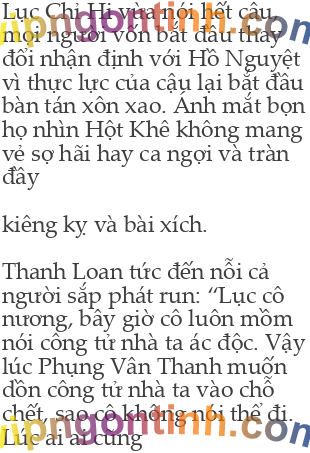 Lục Chỉ Hi vừa nói hết câu,
mọi người vốn bắt đầu thay
đổi nhận định với Hồ Nguyệt
vì thực lực của cậu lại bắt đầu
bàn tán xôn xao. Ánh mắt bọn
họ nhìn Hột Khê không mang
vẻ sợ hãi hay ca ngợi và tràn
đầy
kiêng kỵ và bài xích.
Thanh Loan tức đến nỗi cả
người sắp phát run: “Lục cô
nương, bây giờ cô luôn mồm
nói công tử nhà ta ác độc. Vậy
lúc Phụng Vân Thanh muốn
dồn công tử nhà ta vào chỗ
chết, sao cô không nói thế đi.
Lúc ai ai cũng
vipngontinh.com
vipngontinh.com